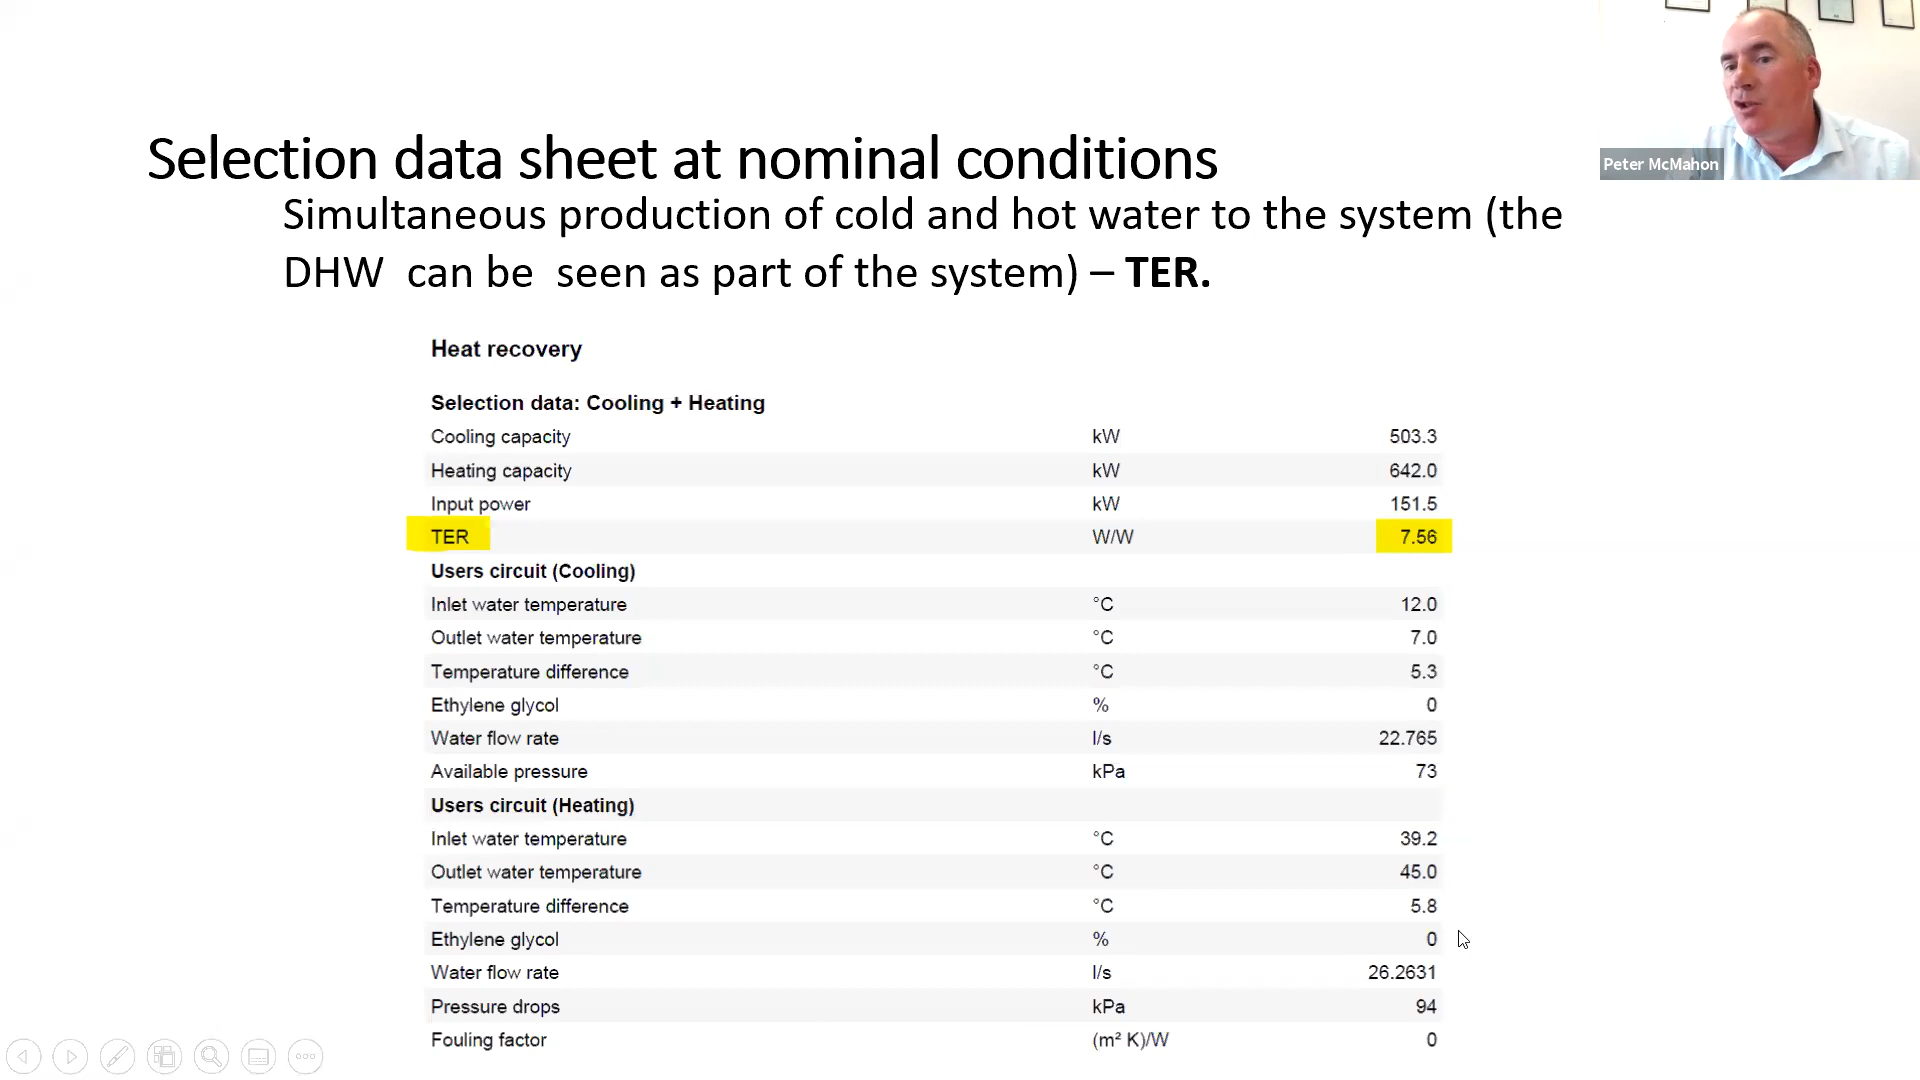 Peter McMahon
Selection data sheet at nominal conditions
Simultaneous production of cold and hot water to the system (the
DHW can be seen as part of the system) – TER.
Heat recovery
Selection data: Cooling + Heating
Cooling capacity kW 503.3
Heating capacity kW 642.0
Input power kW 151.5
TER W/W 7.56
Users circuit (Cooling)
Inlet water temperature °C 12.0
Outlet water temperature °C 7.0
Temperature difference °C 5.3
Ethylene glycol % 0
Water flow rate l/s 22.765
Available pressure kPa 73
Users circuit (Heating)
Inlet water temperature °C 39.2
Outlet water temperature °C 45.0
Temperature difference °C 5.8
Ethylene glycol % 0
Water flow rate l/s 26.2631
Pressure drops kPa 94
Fouling factor (m² K)/W 0